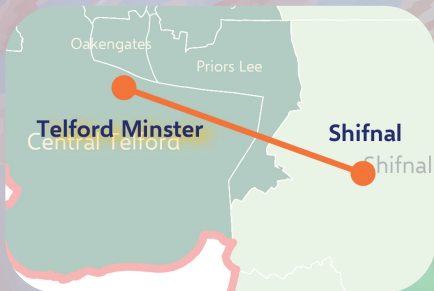 Oakengates
Priors Lee
Telford Minster
Central Telford
Shifnal
Shifnal